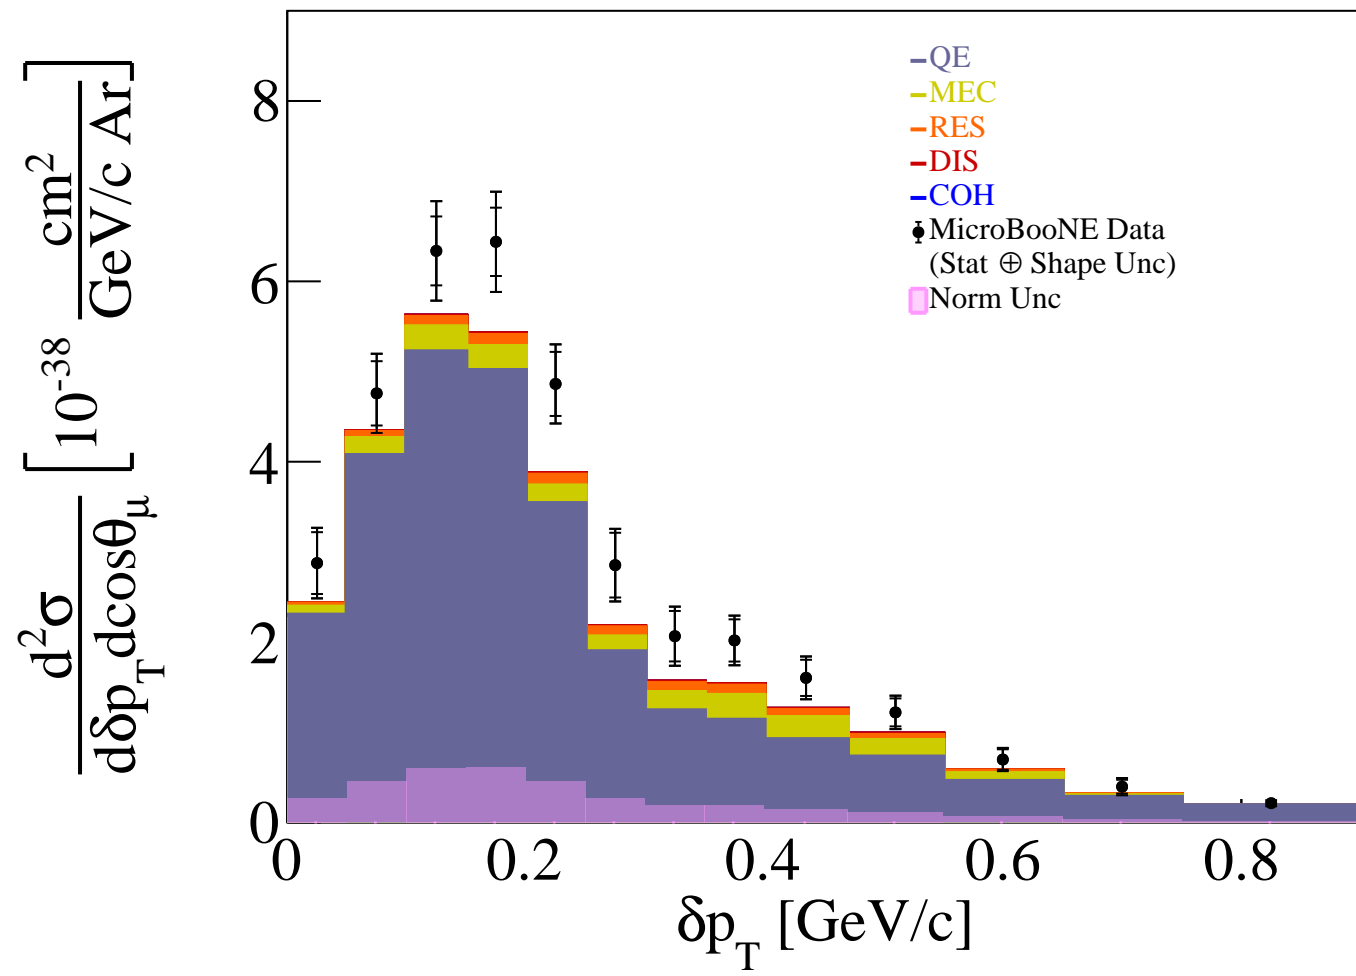 d²σ / dδp_T dcosθ_μ [10⁻³⁸ cm² / GeV/c Ar]
8
6
4
2
0
QE
MEC
RES
DIS
COH
MicroBooNE Data
(Stat ⊕ Shape Unc)
Norm Unc
0 0.2 0.4 0.6 0.8
δp_T [GeV/c]